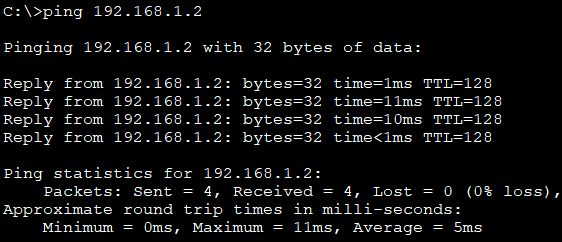 C:\>ping 192.168.1.2
Pinging 192.168.1.2 with 32 bytes of data:
Reply from 192.168.1.2: bytes=32 time=1ms TTL=128
Reply from 192.168.1.2: bytes=32 time=11ms TTL=128
Reply from 192.168.1.2: bytes=32 time=10ms TTL=128
Reply from 192.168.1.2: bytes=32 time<1ms TTL=128
Ping statistics for 192.168.1.2:
Packets: Sent = 4, Received = 4, Lost = 0 (0% loss),
Approximate round trip times in milli-seconds:
Minimum = 0ms, Maximum = 11ms, Average = 5ms